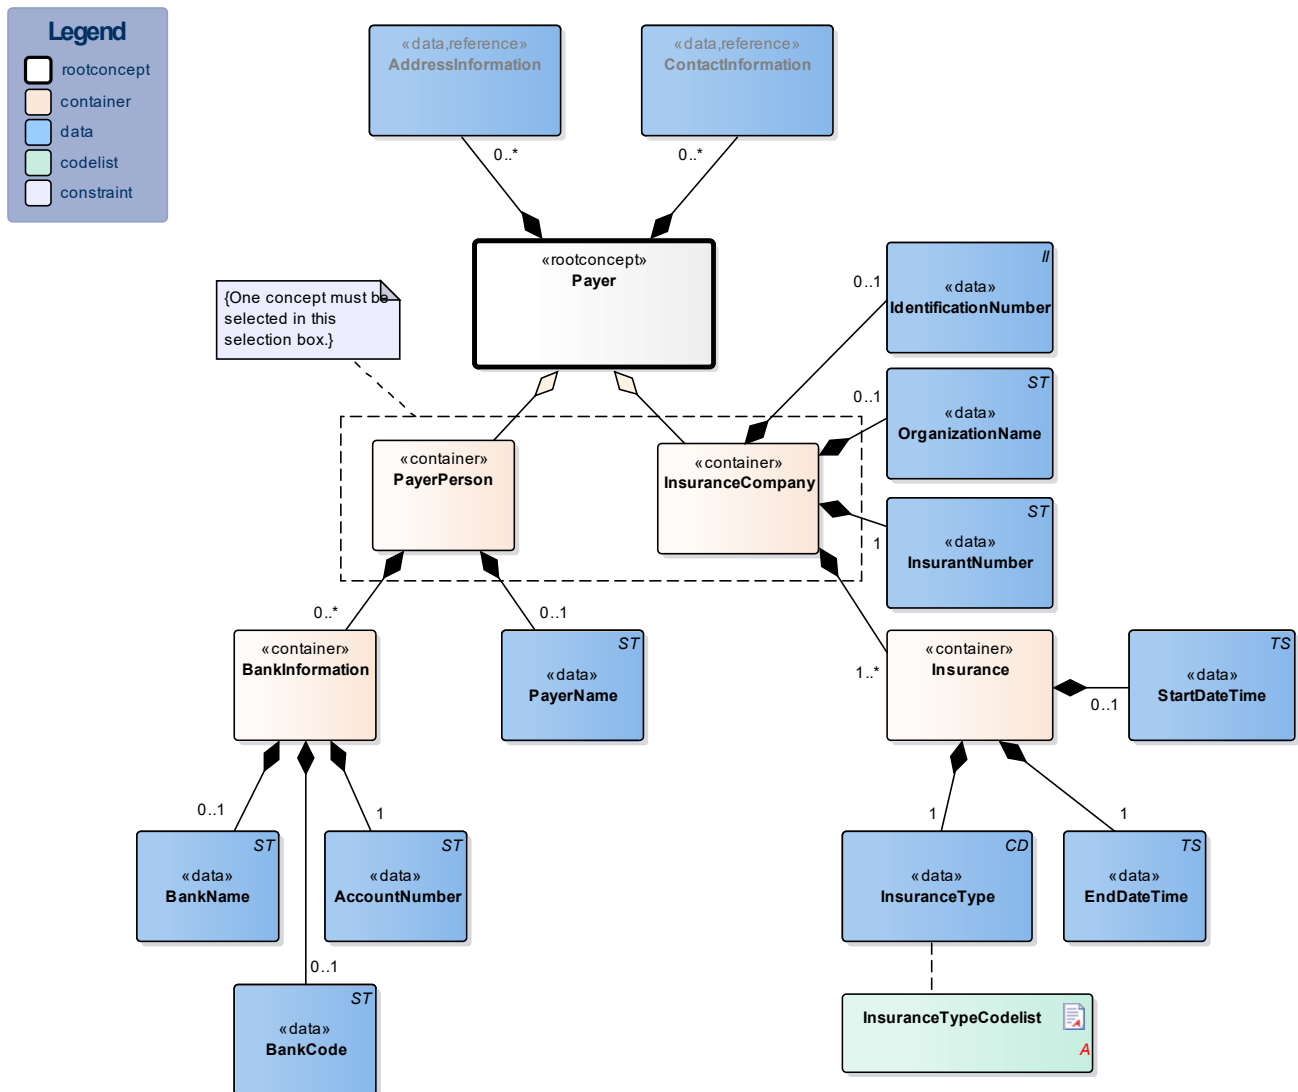 Legend
rootconcept
container
data
codelist
constraint
«data,reference»
AddressInformation
«data,reference»
ContactInformation
0..*
0..*
«rootconcept»
Payer
{One concept must be
selected in this
selection box.}
II
«data»
IdentificationNumber
0..1
ST
«data»
OrganizationName
0..1
«container»
PayerPerson
«container»
InsuranceCompany
ST
«data»
InsurantNumber
1
0..*
0..1
1..*
«container»
BankInformation
ST
«data»
PayerName
«container»
Insurance
TS
«data»
StartDateTime
0..1
0..1
1
1
1
ST
«data»
BankName
ST
«data»
AccountNumber
CD
«data»
InsuranceType
TS
«data»
EndDateTime
0..1
ST
«data»
BankCode
InsuranceTypeCodelist
A